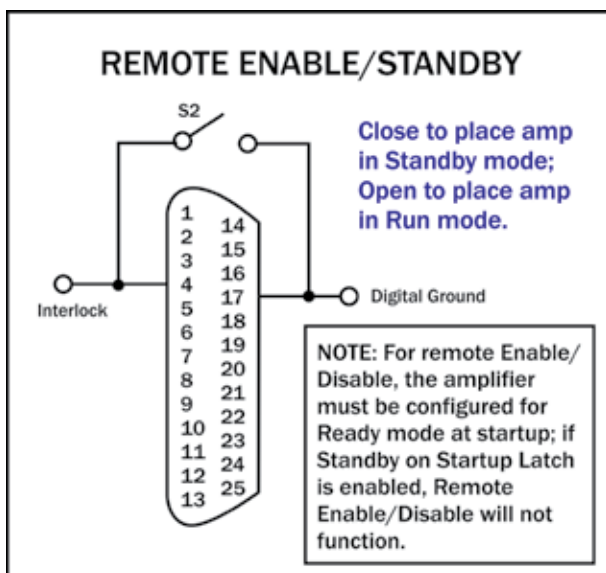 REMOTE ENABLE/STANDBY
S2
Close to place amp
in Standby mode;
Open to place amp
in Run mode.
1
2
3
4
5
6
7
8
9
10
11
12
13
14
15
16
17
18
19
20
21
22
23
24
25
Interlock
Digital Ground
NOTE: For remote Enable/
Disable, the amplifier
must be configured for
Ready mode at startup; if
Standby on Startup Latch
is enabled, Remote
Enable/Disable will not
function.